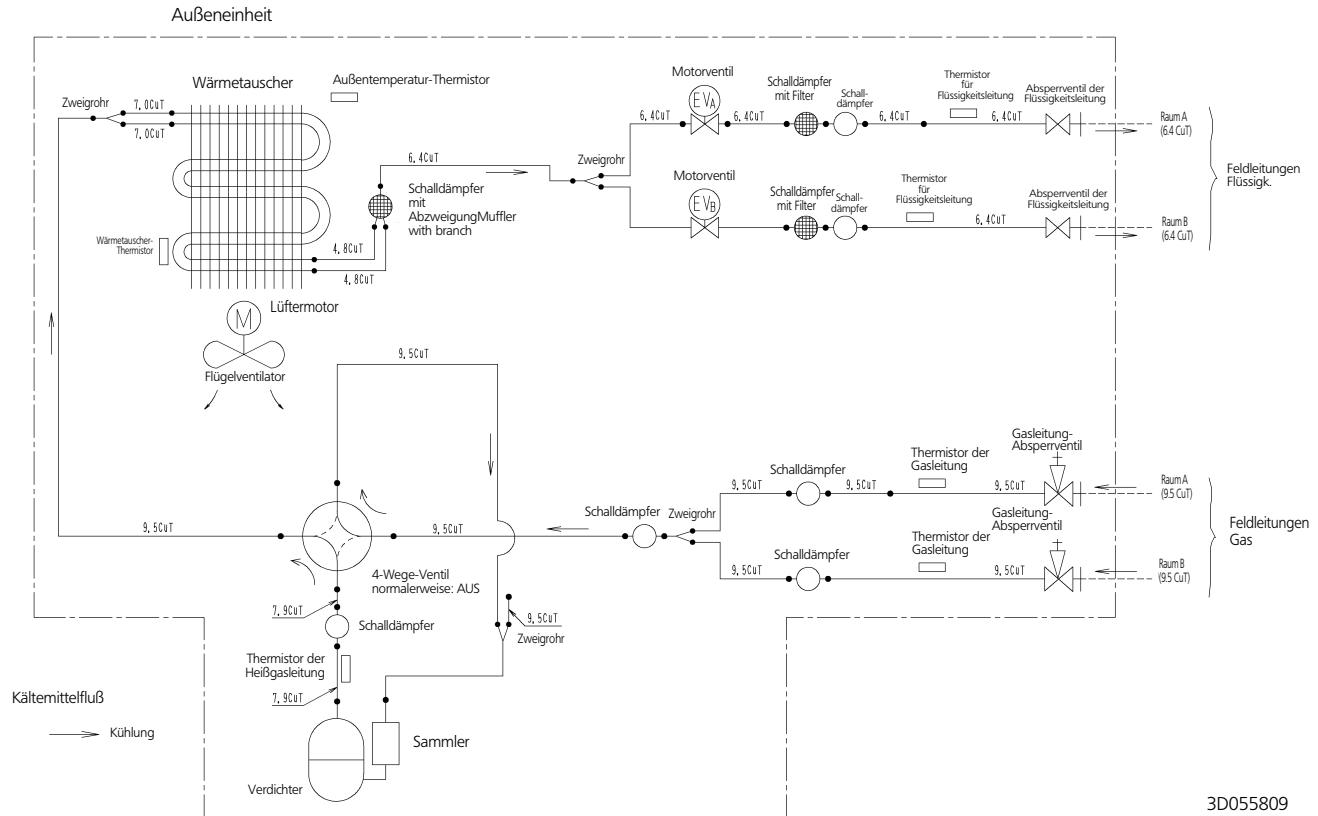 Außeneinheit
Wärmetauscher
Außentemperatur-Thermistor
Zweigrohr
7,0CuT
7,0CuT
Wärmetauscher-
Thermistor
4,8CuT
4,8CuT
6,4CuT
Schalldämpfer
mit
AbzweigungMuffler
with branch
Zweigrohr
Lüftermotor
M
Flügelventilator
Motorventil
EVA
6,4CuT
6,4CuT
Schalldämpfer
mit Filter
Schall-
dämpfer
6,4CuT
Thermistor
für
Flüssigkeitsleitung
6,4CuT
Absperrventil der
Flüssigkeitsleitung
Raum A
(6.4 CuT)
Motorventil
EVB
Schalldämpfer
mit Filter
Schall-
dämpfer
Thermistor
für
Flüssigkeitsleitung
6,4CuT
Absperrventil der
Flüssigkeitsleitung
Raum B
(6.4 CuT)
Feldleitungen
Flüssigk.
9,5CuT
9,5CuT
9,5CuT
4-Wege-Ventil
normalerweise: AUS
Schalldämpfer
Zweigrohr
9,5CuT
Schalldämpfer
9,5CuT
Thermistor der
Gasleitung
9,5CuT
Gasleitung-
Absperrventil
Raum A
(9.5 CuT)
9,5CuT
Schalldämpfer
Thermistor der
Gasleitung
9,5CuT
Gasleitung-
Absperrventil
Raum B
(9.5 CuT)
Feldleitungen
Gas
7,9CuT
Schalldämpfer
9,5CuT
Zweigrohr
Thermistor der
Heißgasleitung
7,9CuT
Sammler
Verdichter
Kältemittelfluß
Kühlung
3D055809